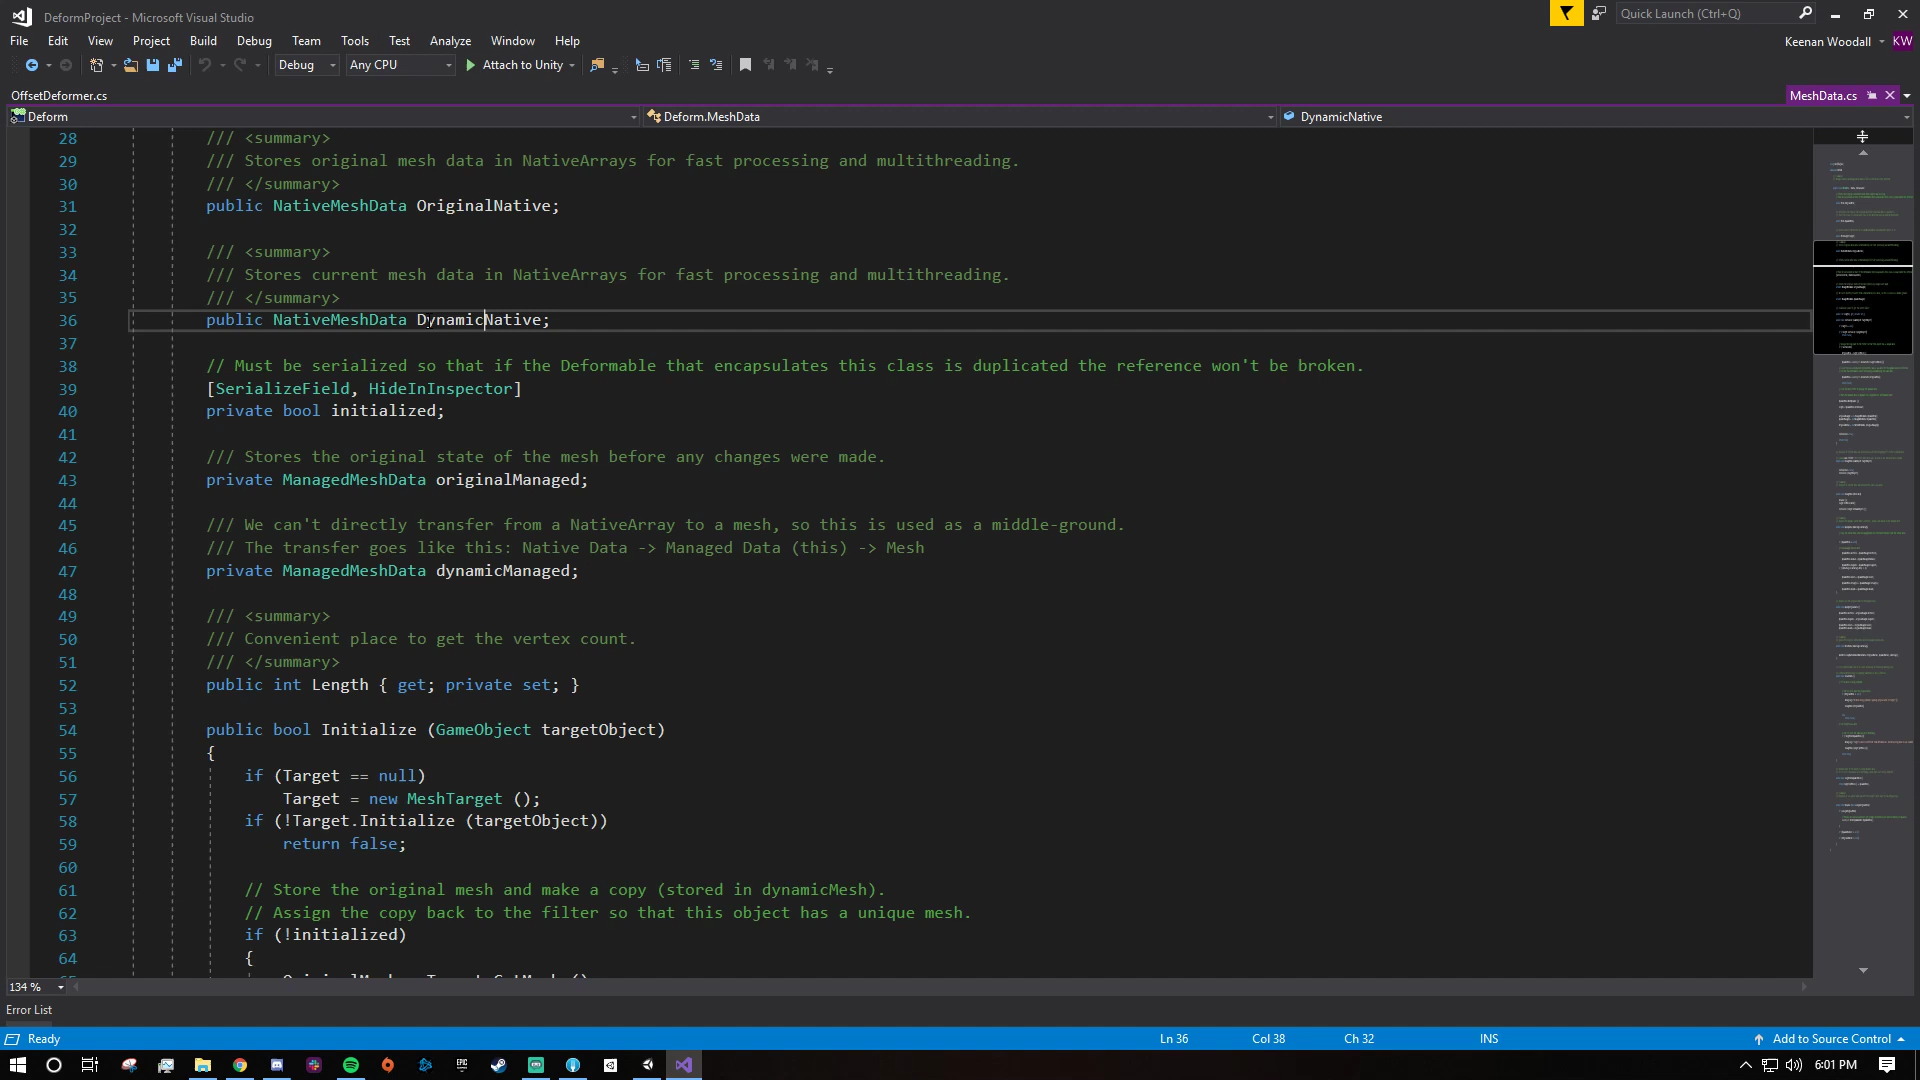 DeformProject - Microsoft Visual Studio
Quick Launch (Ctrl+Q)
File Edit View Project Build Debug Team Tools Test Analyze Window Help
Keenan Woodall KW
Debug Any CPU Attach to Unity
OffsetDeformer.cs MeshData.cs
Deform Deform.MeshData DynamicNative
28 /// <summary>
29 /// Stores original mesh data in NativeArrays for fast processing and multithreading.
30 /// </summary>
31 public NativeMeshData OriginalNative;
32
33 /// <summary>
34 /// Stores current mesh data in NativeArrays for fast processing and multithreading.
35 /// </summary>
36 public NativeMeshData DynamicNative;
37
38 // Must be serialized so that if the Deformable that encapsulates this class is duplicated the reference won't be broken.
39 [SerializeField, HideInInspector]
40 private bool initialized;
41
42 /// Stores the original state of the mesh before any changes were made.
43 private ManagedMeshData originalManaged;
44
45 /// We can't directly transfer from a NativeArray to a mesh, so this is used as a middle-ground.
46 /// The transfer goes like this: Native Data -> Managed Data (this) -> Mesh
47 private ManagedMeshData dynamicManaged;
48
49 /// <summary>
50 /// Convenient place to get the vertex count.
51 /// </summary>
52 public int Length { get; private set; }
53
54 public bool Initialize (GameObject targetObject)
55 {
56 if (Target == null)
57 Target = new MeshTarget ();
58 if (!Target.Initialize (targetObject))
59 return false;
60
61 // Store the original mesh and make a copy (stored in dynamicMesh).
62 // Assign the copy back to the filter so that this object has a unique mesh.
63 if (!initialized)
64 {
134 %
Error List
Ready Ln 36 Col 38 Ch 32 INS Add to Source Control
EPIC 6:01 PM